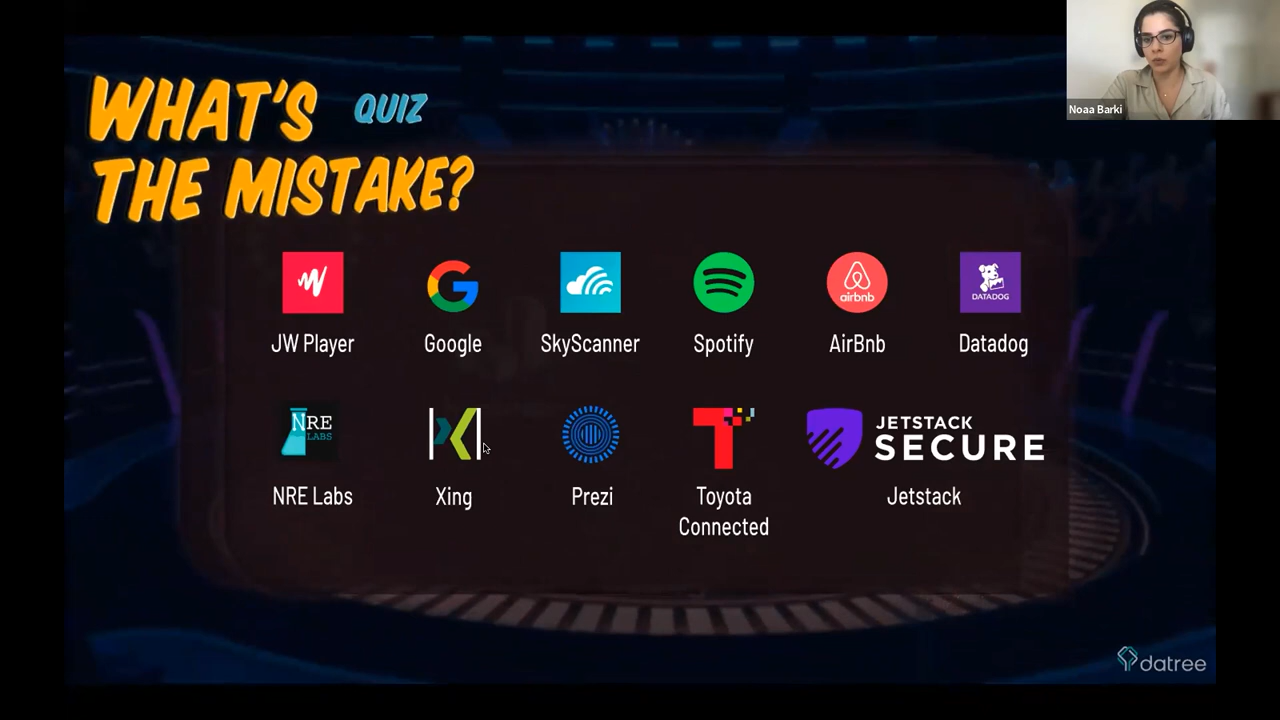 WHAT'S QUIZ
THE MISTAKE?
Noaa Barki
airbnb
DATADOG
JW Player Google SkyScanner Spotify AirBnb Datadog
NRE
LABS
JETSTACK
SECURE
NRE Labs Xing Prezi Toyota Connected Jetstack
datree